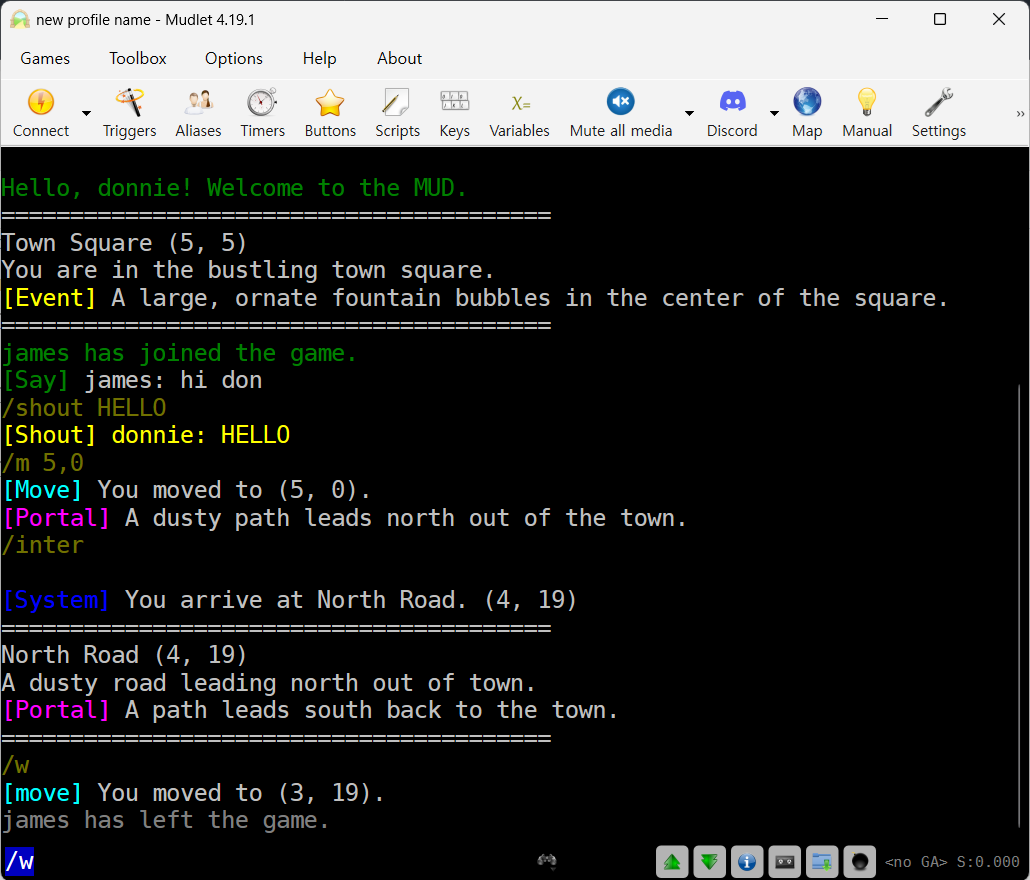 new profile name - Mudlet 4.19.1
Games Toolbox Options Help About
Connect Triggers Aliases Timers Buttons Scripts Keys Variables Mute all media Discord Map Manual Settings »
Hello, donnie! Welcome to the MUD.
========================================
Town Square (5, 5)
You are in the bustling town square.
[Event] A large, ornate fountain bubbles in the center of the square.
========================================
james has joined the game.
[Say] james: hi don
/shout HELLO
[Shout] donnie: HELLO
/m 5,0
[Move] You moved to (5, 0).
[Portal] A dusty path leads north out of the town.
/inter
[System] You arrive at North Road. (4, 19)
========================================
North Road (4, 19)
A dusty road leading north out of town.
[Portal] A path leads south back to the town.
========================================
/w
[move] You moved to (3, 19).
james has left the game.
/w <no GA> S:0.000